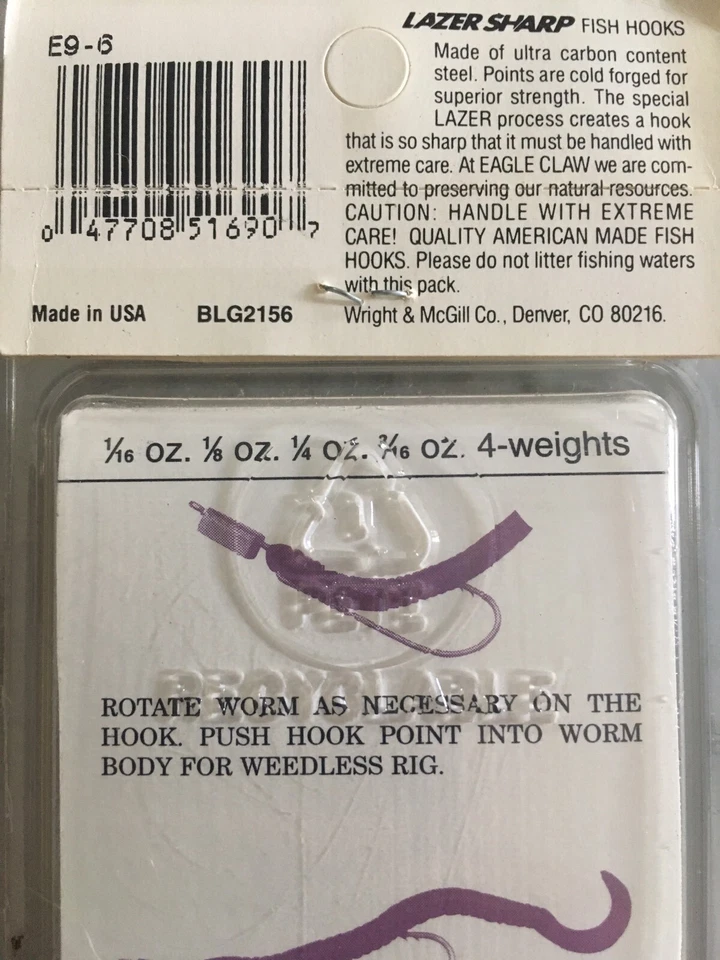 E9-6
0 47708 51690 7
Made in USA BLG2156
LAZER SHARP FISH HOOKS
Made of ultra carbon content
steel. Points are cold forged for
superior strength. The special
LAZER process creates a hook
that is so sharp that it must be handled with
extreme care. At EAGLE CLAW we are com-
mitted to preserving our natural resources.
CAUTION: HANDLE WITH EXTREME
CARE! QUALITY AMERICAN MADE FISH
HOOKS. Please do not litter fishing waters
with this pack.
Wright & McGill Co., Denver, CO 80216.
1/16 oz. 1/8 oz. 1/4 oz. 3/16 oz. 4-weights
1
PETE
RECYCLABLE
ROTATE WORM AS NECESSARY ON THE
HOOK. PUSH HOOK POINT INTO WORM
BODY FOR WEEDLESS RIG.